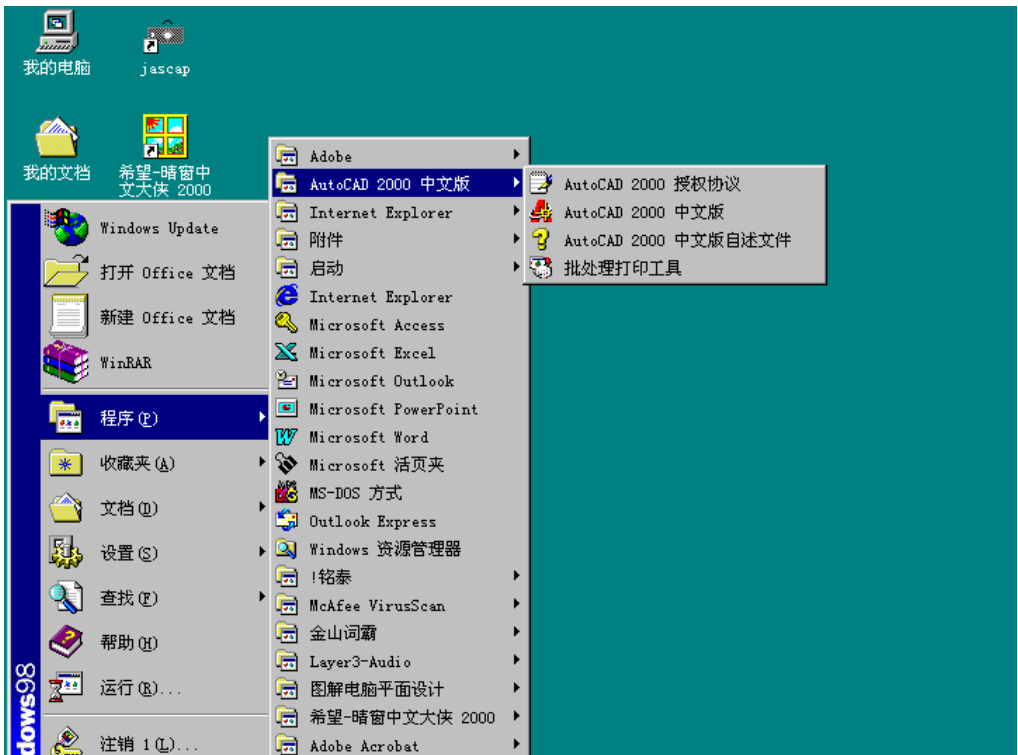 我的电脑
jascap
我的文档
希望-晴窗中
文大侠 2000
Windows Update
打开 Office 文档
新建 Office 文档
WinRAR
程序(P)
收藏夹(A)
文档(D)
设置(S)
查找(F)
帮助(H)
运行(R)...
注销 1(L)...
dows98
Adobe
AutoCAD 2000 中文版
Internet Explorer
附件
启动
Internet Explorer
Microsoft Access
Microsoft Excel
Microsoft Outlook
Microsoft PowerPoint
Microsoft Word
Microsoft 活页夹
MS-DOS 方式
Outlook Express
Windows 资源管理器
!铭泰
McAfee VirusScan
金山词霸
Layer3-Audio
图解电脑平面设计
希望-晴窗中文大侠 2000
Adobe Acrobat
AutoCAD 2000 授权协议
AutoCAD 2000 中文版
AutoCAD 2000 中文版自述文件
批处理打印工具